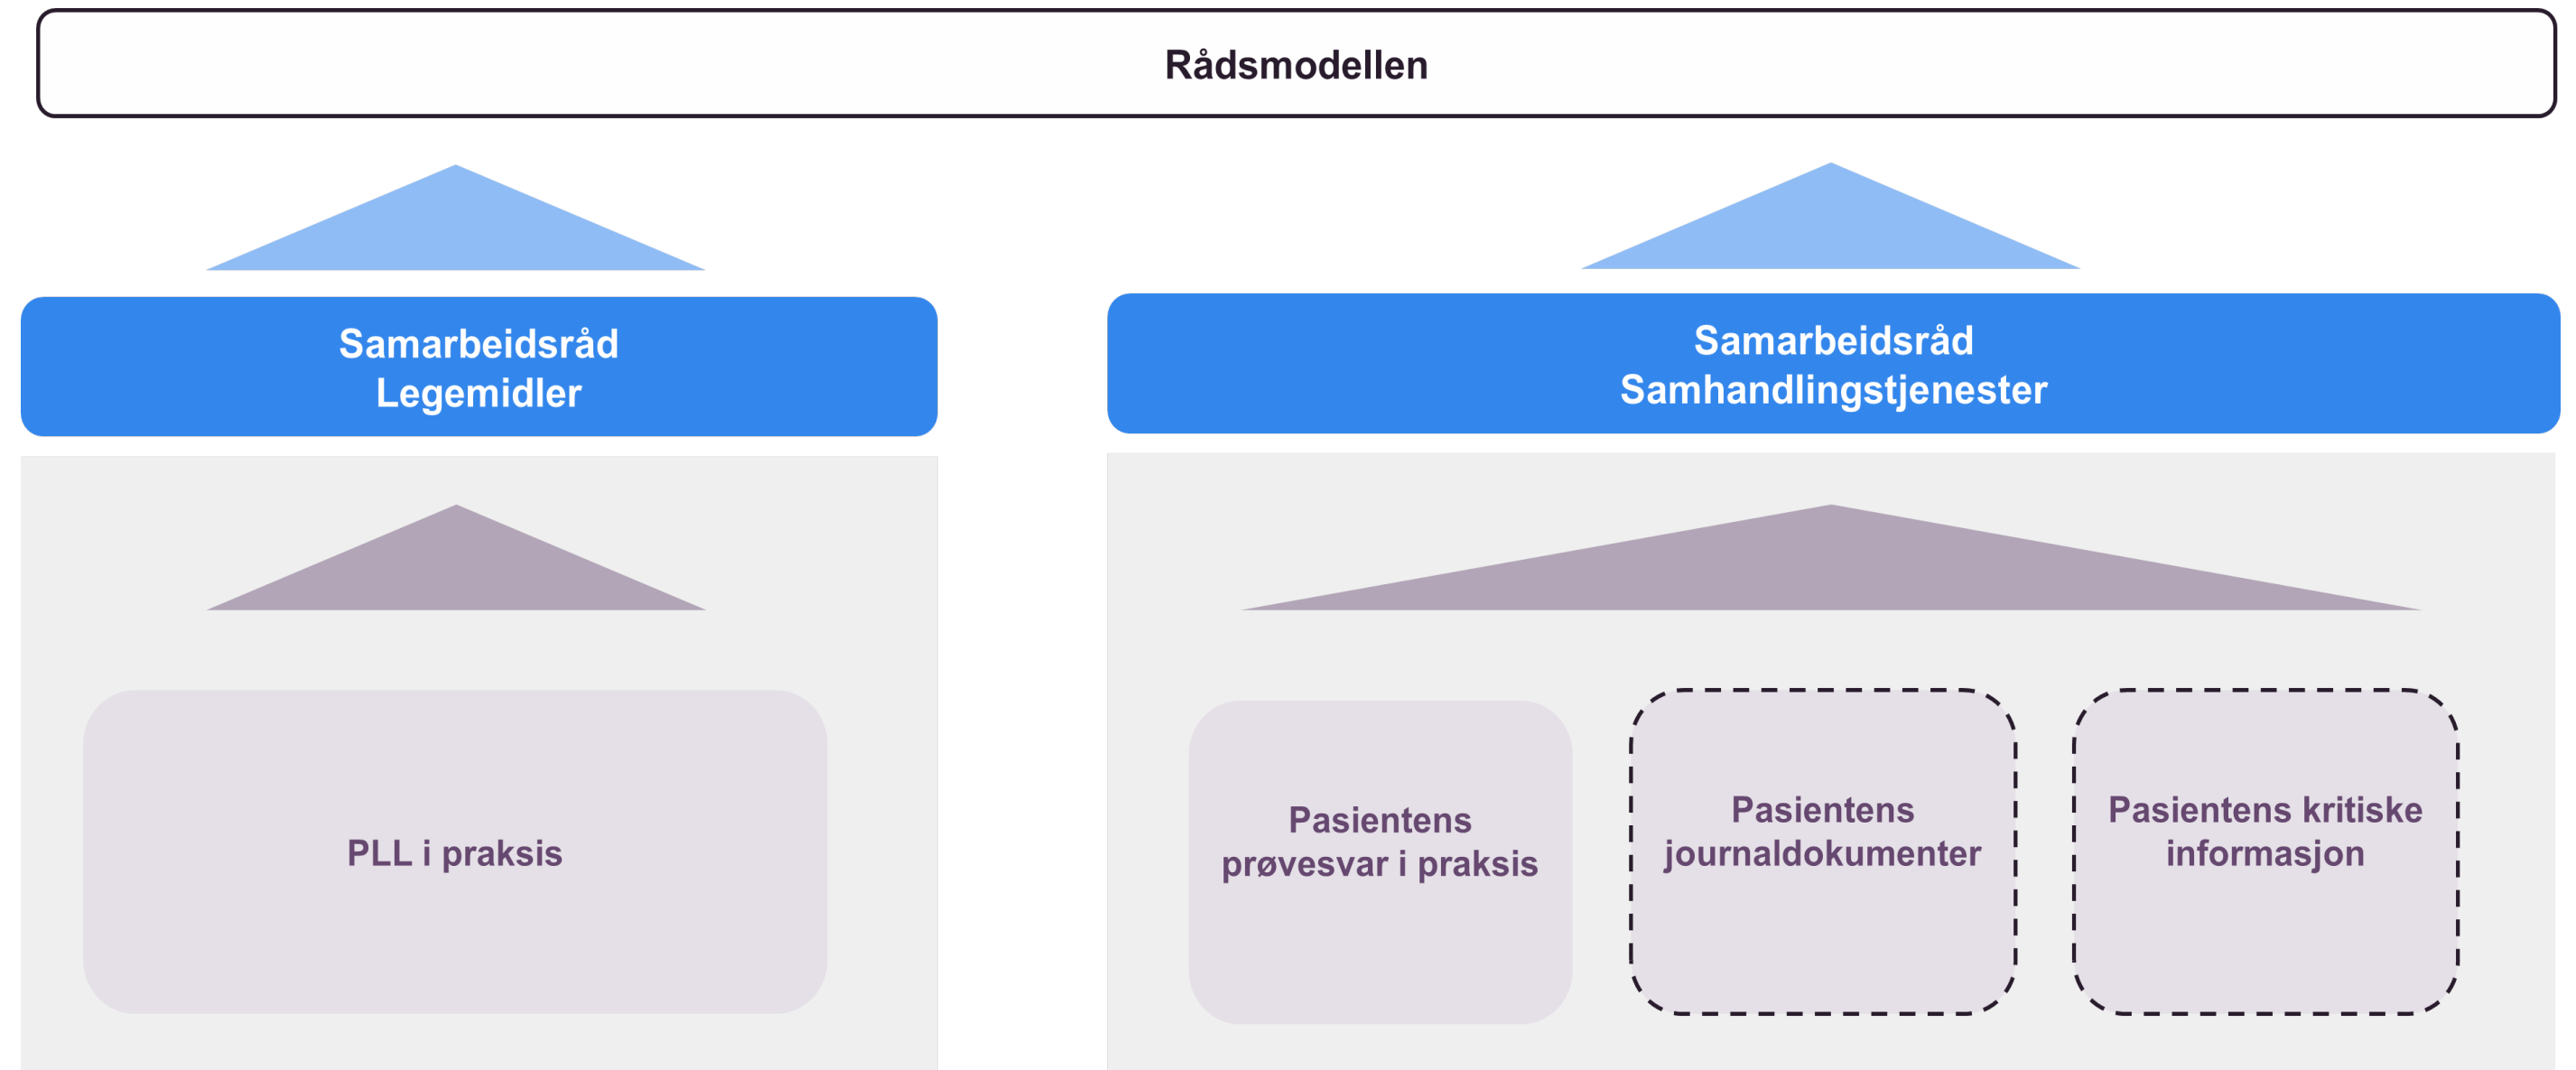 Rådsmodellen
Samarbeidsråd
Legemidler
Samarbeidsråd
Samhandlingstjenester
PLL i praksis
Pasientens
prøvesvar i praksis
Pasientens
journaldokumenter
Pasientens kritiske
informasjon